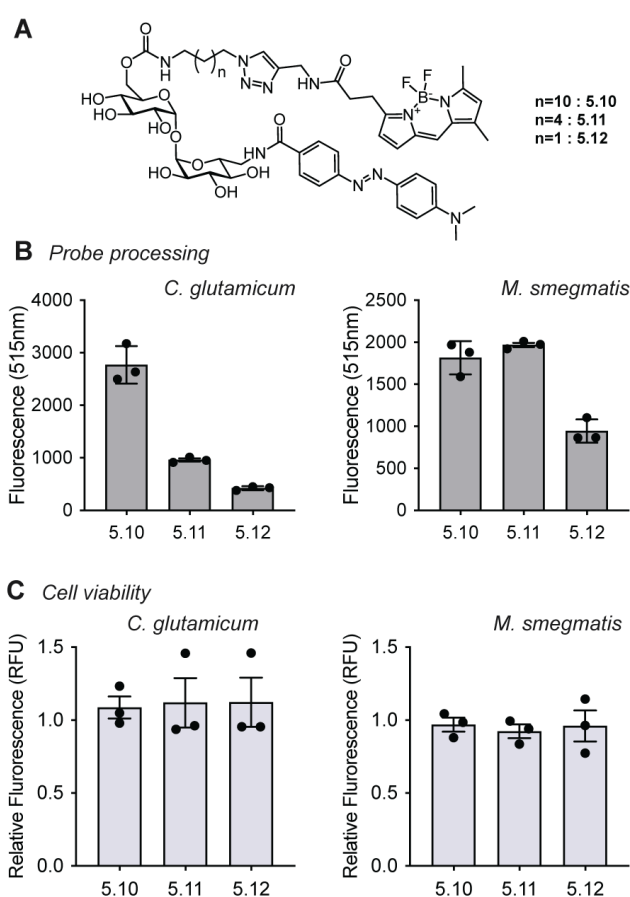 A
O
O
N
H
n
N
N=N
N
H
O
F
F
B
N
N
+
HO
HO
HO
O
O
O
HO
HO
OH
OH
HN
O
N
N
N
n=10 : 5.10
n=4 : 5.11
n=1 : 5.12
B Probe processing
C. glutamicum
Fluorescence (515nm)
4000
3000
2000
1000
0
5.10 5.11 5.12
M. smegmatis
Fluorescence (515nm)
2500
2000
1500
1000
500
0
5.10 5.11 5.12
C Cell viability
C. glutamicum
Relative Flurorescence (RFU)
1.5
1.0
0.5
0.0
5.10 5.11 5.12
M. smegmatis
Relative Flurorescence (RFU)
1.5
1.0
0.5
0.0
5.10 5.11 5.12